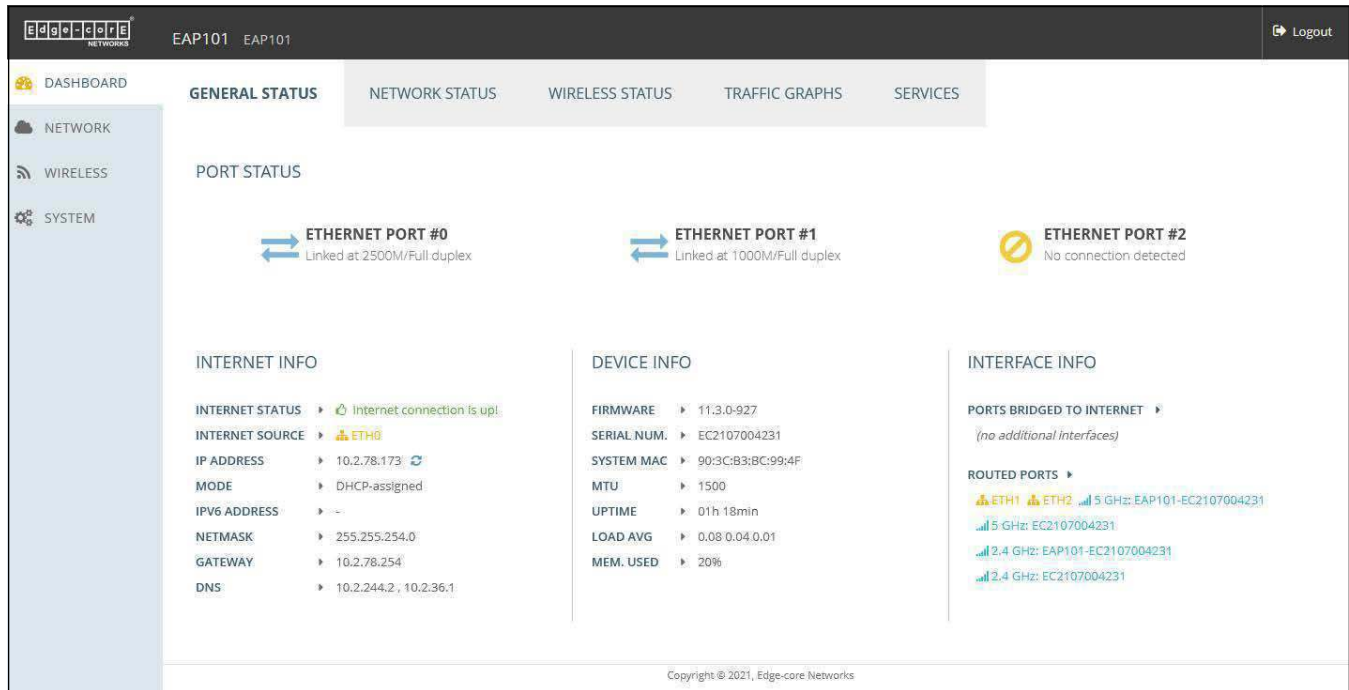 Edge-corE
NETWORKS
EAP101 EAP101
Logout
DASHBOARD
NETWORK
WIRELESS
SYSTEM
GENERAL STATUS NETWORK STATUS WIRELESS STATUS TRAFFIC GRAPHS SERVICES
PORT STATUS
ETHERNET PORT #0
Linked at 2500M/Full duplex
ETHERNET PORT #1
Linked at 1000M/Full duplex
ETHERNET PORT #2
No connection detected
INTERNET INFO
INTERNET STATUS Internet connection is up!
INTERNET SOURCE ETH0
IP ADDRESS 10.2.78.173
MODE DHCP-assigned
IPV6 ADDRESS -
NETMASK 255.255.254.0
GATEWAY 10.2.78.254
DNS 10.2.244.2 , 10.2.36.1
DEVICE INFO
FIRMWARE 11.3.0-927
SERIAL NUM. EC2107004231
SYSTEM MAC 90:3C:B3:BC:99:4F
MTU 1500
UPTIME 01h 18min
LOAD AVG 0.08 0.04 0.01
MEM. USED 20%
INTERFACE INFO
PORTS BRIDGED TO INTERNET
(no additional interfaces)
ROUTED PORTS
ETH1 ETH2 5 GHz: EAP101-EC2107004231
5 GHz: EC2107004231
2.4 GHz: EAP101-EC2107004231
2.4 GHz: EC2107004231
Copyright © 2021, Edge-core Networks